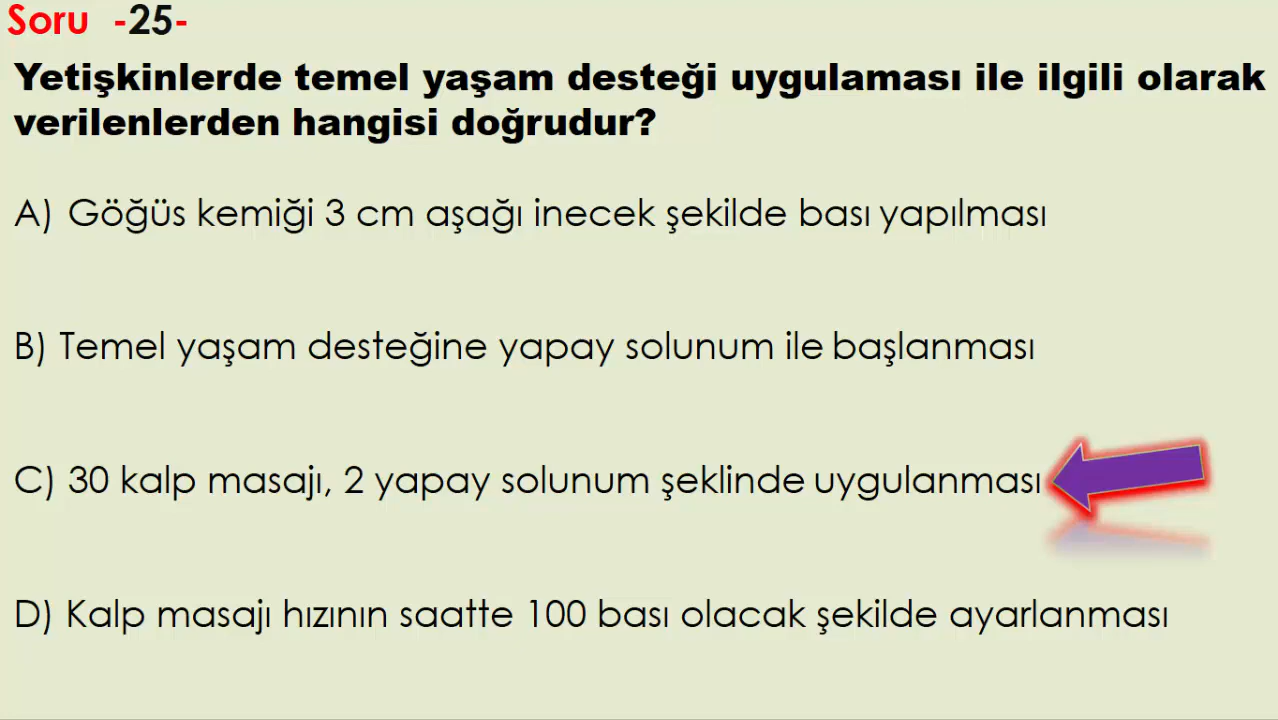 Soru -25-
Yetişkinlerde temel yaşam desteği uygulaması ile ilgili olarak
verilenlerden hangisi doğrudur?
A) Göğüs kemiği 3 cm aşağı inecek şekilde bası yapılması
B) Temel yaşam desteğine yapay solunum ile başlanması
C) 30 kalp masajı, 2 yapay solunum şeklinde uygulanması
D) Kalp masajı hızının saatte 100 bası olacak şekilde ayarlanması